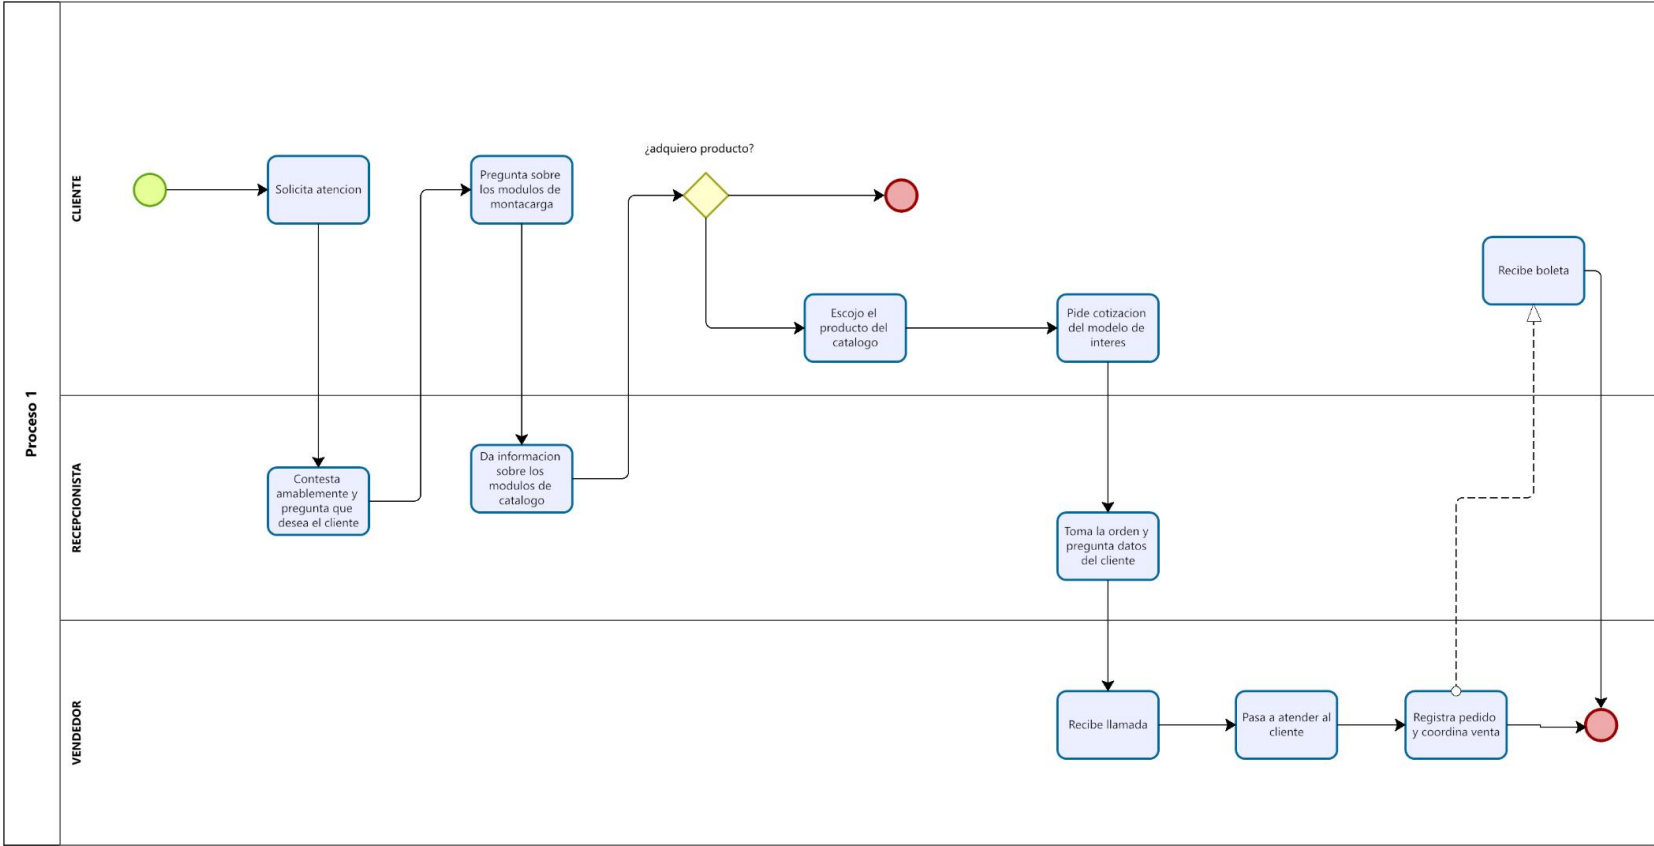 Proceso 1
CLIENTE
¿adquiero producto?
Solicita atencion
Pregunta sobre
los modulos de
montacarga
Recibe boleta
Escojo el
producto del
catalogo
Pide cotizacion
del modelo de
interes
RECEPCIONISTA
Contesta
amablemente y
pregunta que
desea el cliente
Da informacion
sobre los
modulos de
catalogo
Toma la orden y
pregunta datos
del cliente
VENDEDOR
Recibe llamada
Pasa a atender al
cliente
Registra pedido
y coordina venta